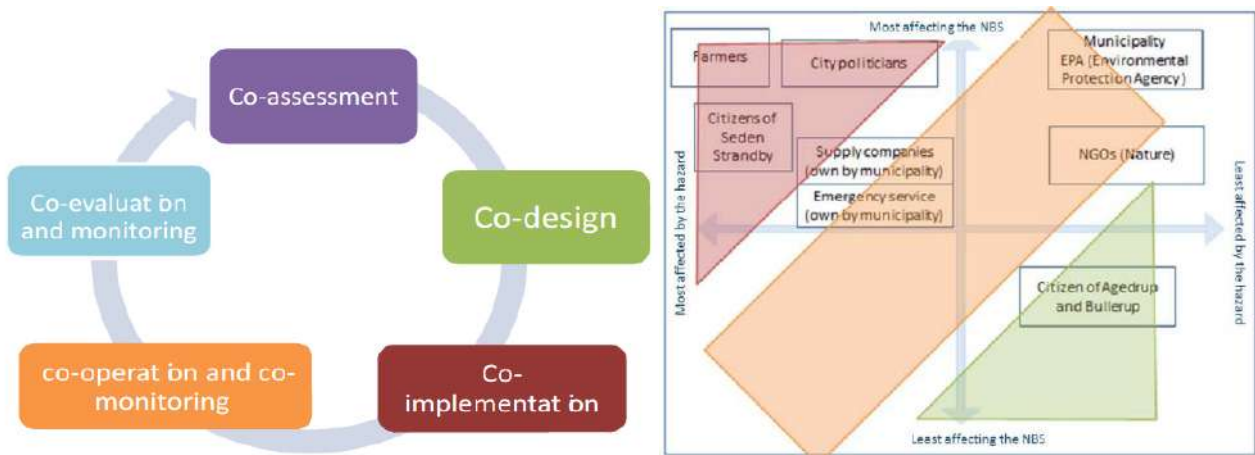 Co-assessment
Co-design
Co-
implementat on
co-operat on and co-
monitoring
Co-evaluat on
and monitoring
Most affecting the NBS
Farmers
City politicians
Municipality
EPA (Environmental
Protection Agency )
Citizens of
Seden
Strandby
Supply companies
(own by municipality)
Emergency service
(own by municipality)
NGOs (Nature)
Most affected by the hazard
Least affected by the hazard
Citizen of Agedrup
and Bullerup
Least affecting the NBS